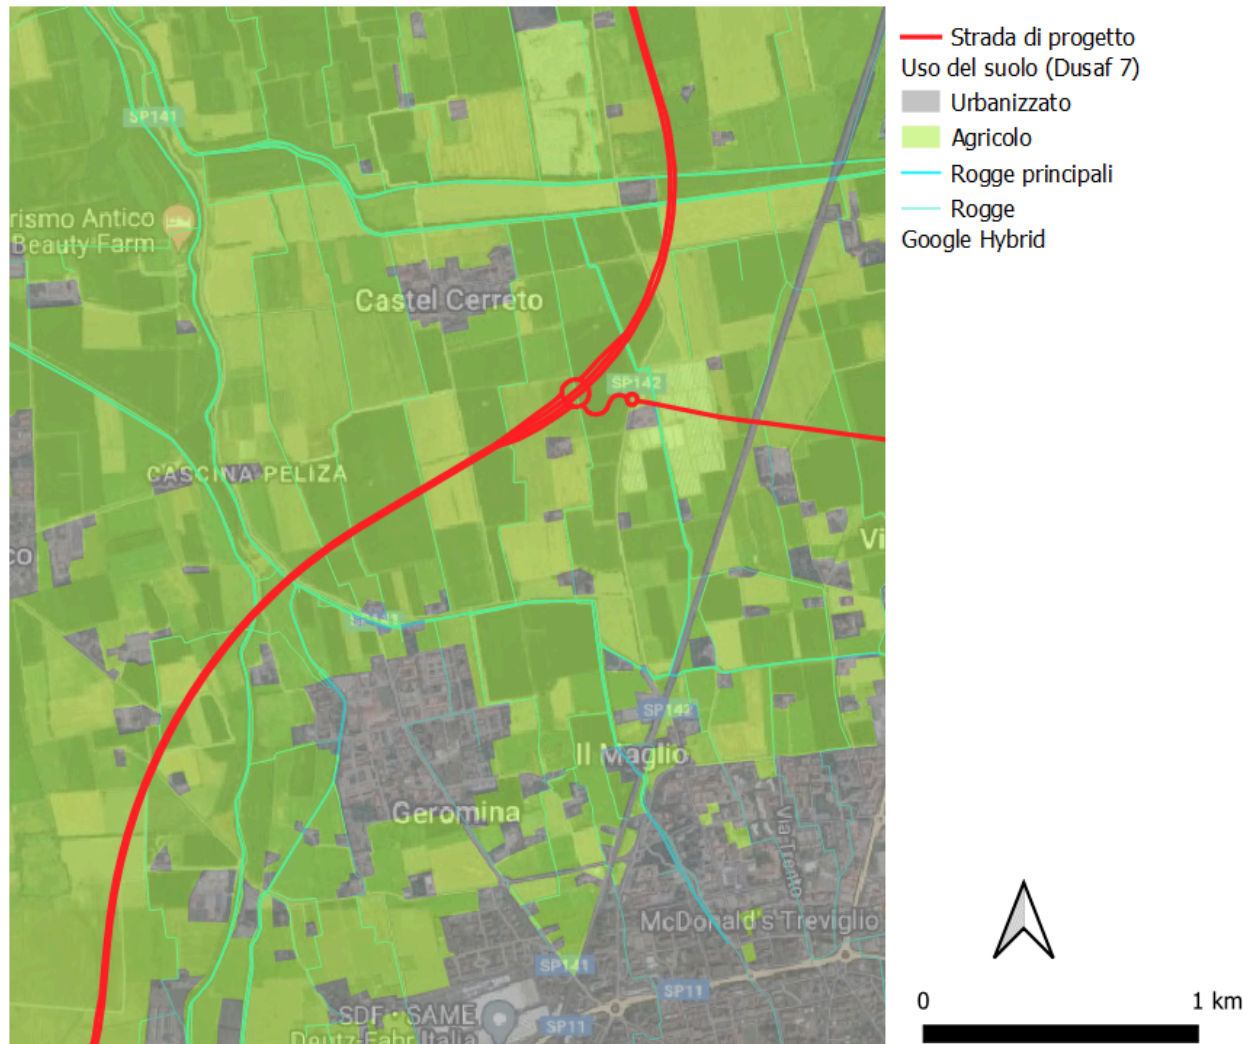 SP141
rismo Antico
Beauty Farm
Castel Cerreto
SP142
CASCINA PELIZA
co
Vi
SP141
SP142
Il Maglio
Geromina
Via Trento
McDonald's Treviglio
SP141
SP11
SDF · SAME
Deutz-Fahr Italia
SP11
Strada di progetto
Uso del suolo (Dusaf 7)
Urbanizzato
Agricolo
Rogge principali
Rogge
Google Hybrid
0 1 km